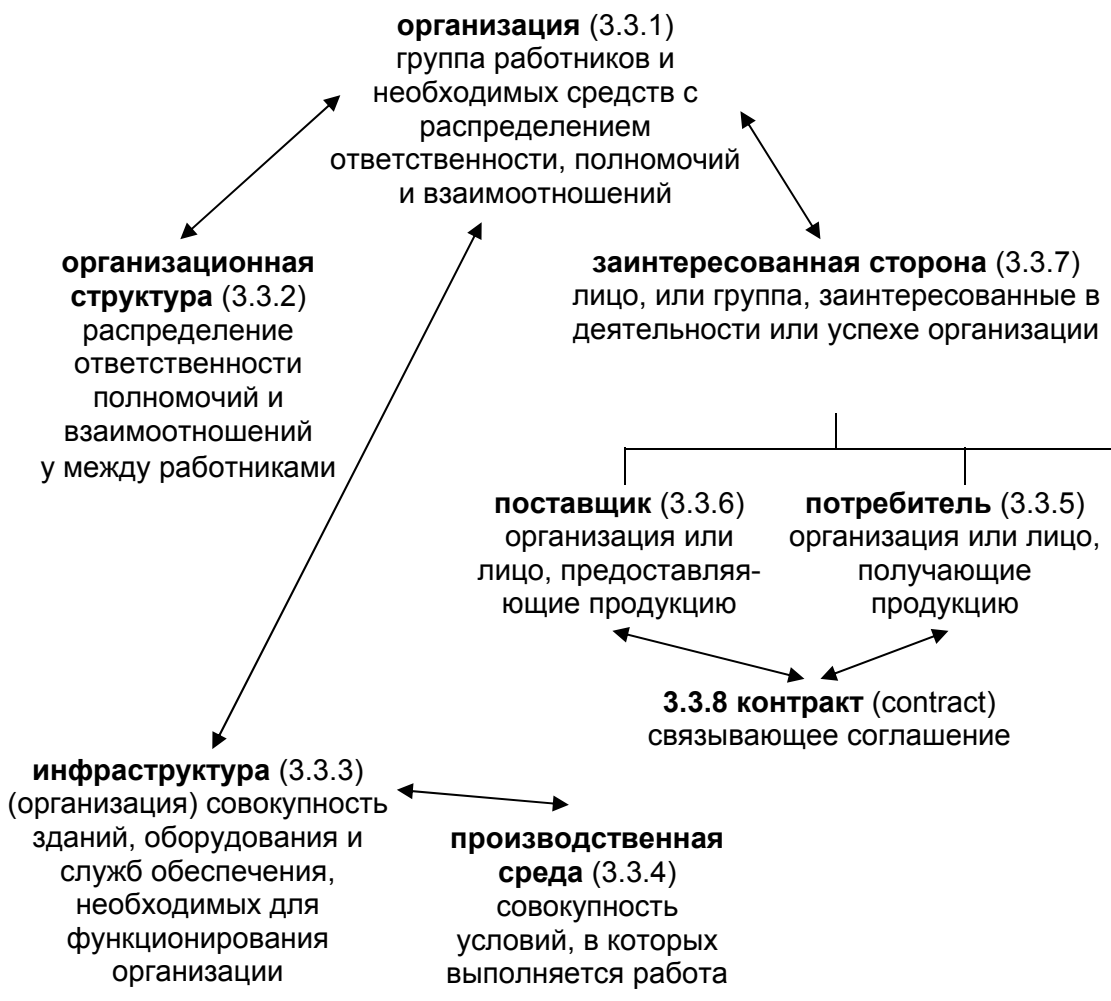 организация (3.3.1)
группа работников и
необходимых средств с
распределением
ответственности, полномочий
и взаимоотношений
организационная
структура (3.3.2)
распределение
ответственности
полномочий и
взаимоотношений
у между работниками
заинтересованная сторона (3.3.7)
лицо, или группа, заинтересованные в
деятельности или успехе организации
поставщик (3.3.6)
организация или
лицо, предоставля-
ющие продукцию
потребитель (3.3.5)
организация или лицо,
получающие
продукцию
3.3.8 контракт (contract)
связывающее соглашение
инфраструктура (3.3.3)
(организация) совокупность
зданий, оборудования и
служб обеспечения,
необходимых для
функционирования
организации
производственная
среда (3.3.4)
совокупность
условий, в которых
выполняется работа